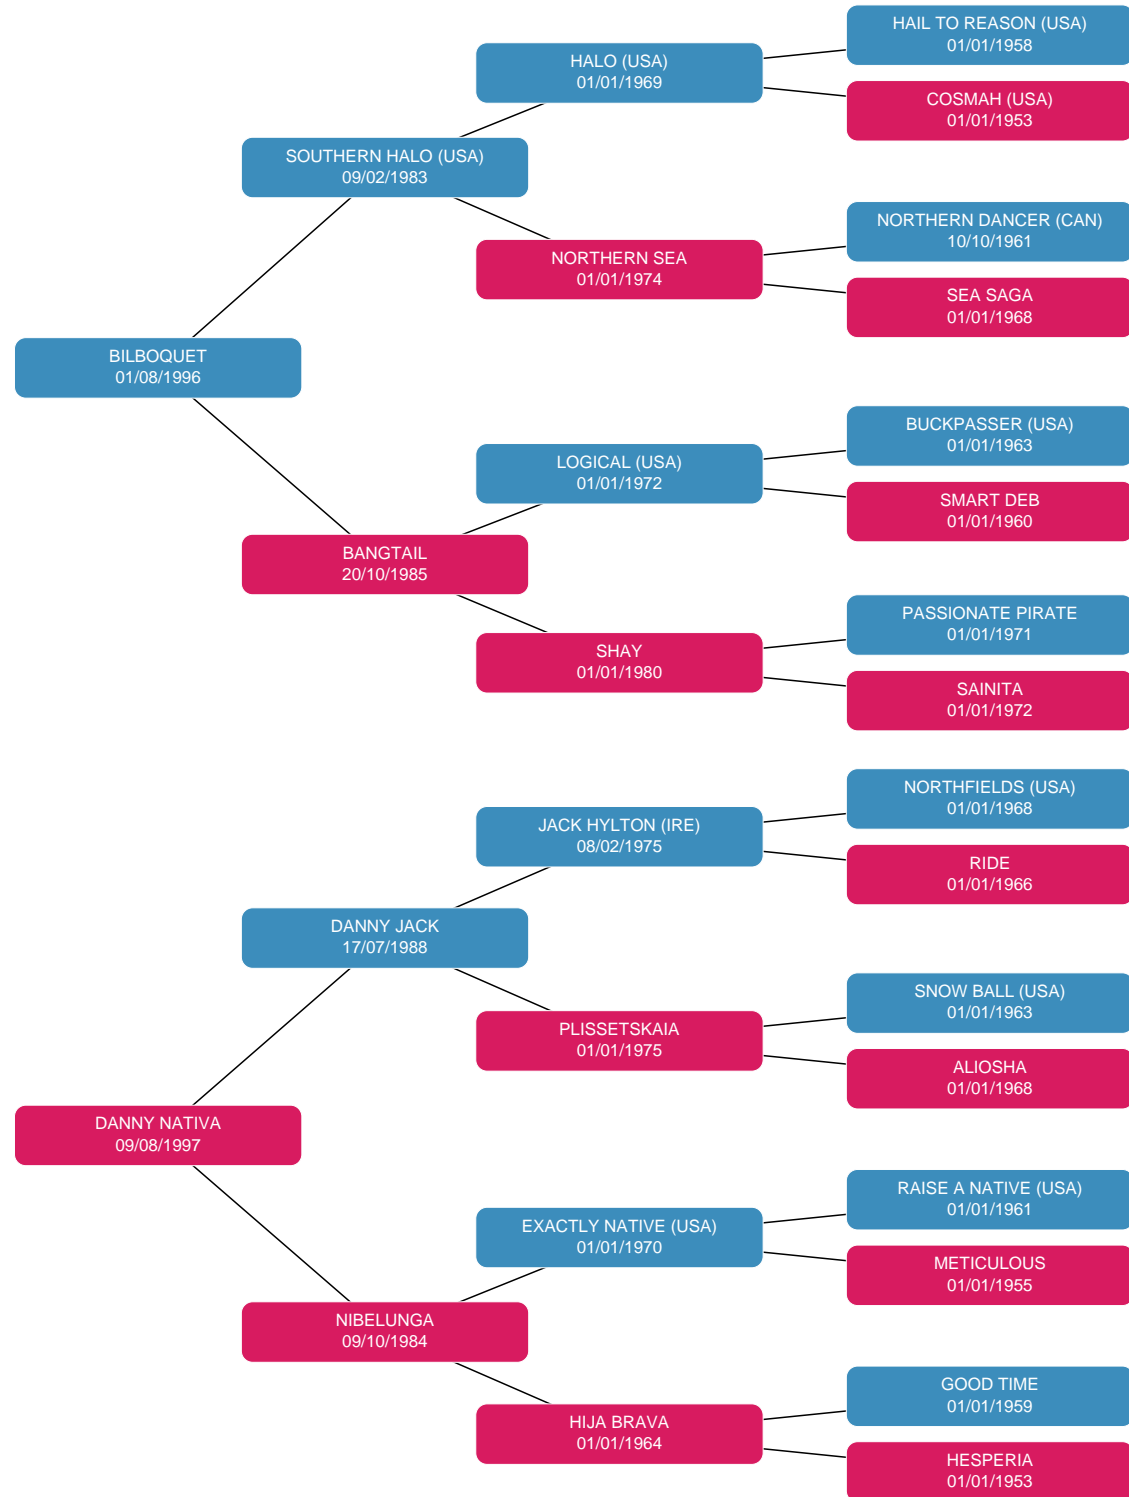 HAIL TO REASON (USA)
01/01/1958
HALO (USA)
01/01/1969
COSMAH (USA)
01/01/1953
SOUTHERN HALO (USA)
09/02/1983
NORTHERN DANCER (CAN)
10/10/1961
NORTHERN SEA
01/01/1974
SEA SAGA
01/01/1968
BILBOQUET
01/08/1996
BUCKPASSER (USA)
01/01/1963
LOGICAL (USA)
01/01/1972
SMART DEB
01/01/1960
BANGTAIL
20/10/1985
PASSIONATE PIRATE
01/01/1971
SHAY
01/01/1980
SAINITA
01/01/1972
NORTHFIELDS (USA)
01/01/1968
JACK HYLTON (IRE)
08/02/1975
RIDE
01/01/1966
DANNY JACK
17/07/1988
SNOW BALL (USA)
01/01/1963
PLISSETSKAIA
01/01/1975
ALIOSHA
01/01/1968
DANNY NATIVA
09/08/1997
RAISE A NATIVE (USA)
01/01/1961
EXACTLY NATIVE (USA)
01/01/1970
METICULOUS
01/01/1955
NIBELUNGA
09/10/1984
GOOD TIME
01/01/1959
HIJA BRAVA
01/01/1964
HESPERIA
01/01/1953